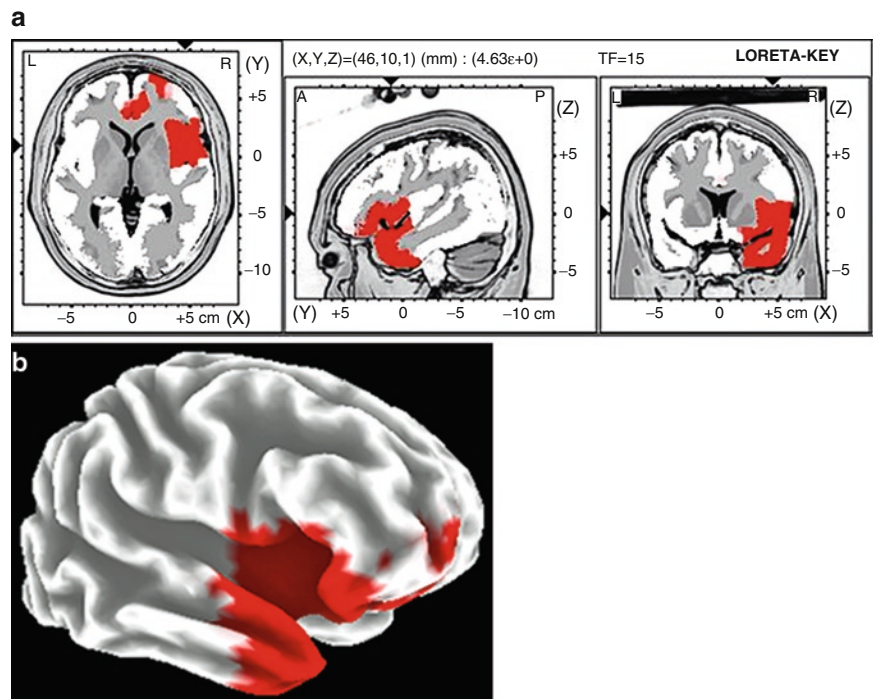 a
L R (Y) (X,Y,Z)=(46,10,1) (mm) : (4.63ε+0) TF=15 LORETA-KEY
+5
0
−5
−10
−5 0 +5 cm (X)
A P (Z)
+5
0
−5
(Y) +5 0 −5 −10 cm
L R (Z)
+5
0
−5
−5 0 +5 cm (X)
b